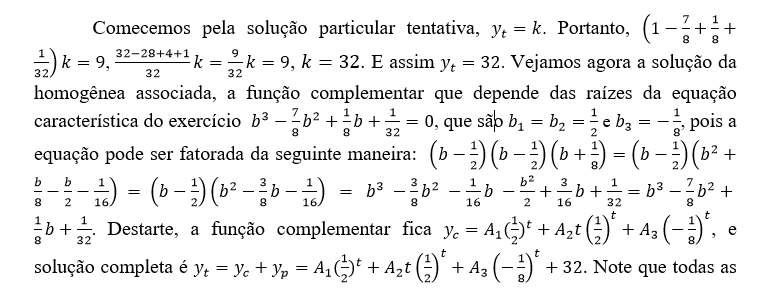 Comecemos pela solução particular tentativa, y_t = k. Portanto, (1 − 7/8 + 1/8 +
1/32) k = 9, (32−28+4+1)/32 k = 9/32 k = 9, k = 32. E assim y_t = 32. Vejamos agora a solução da
homogênea associada, a função complementar que depende das raízes da equação
característica do exercício b³ − 7/8 b² + 1/8 b + 1/32 = 0, que são b₁ = b₂ = 1/2 e b₃ = −1/8, pois a
equação pode ser fatorada da seguinte maneira: (b − 1/2)(b − 1/2)(b + 1/8) = (b − 1/2)(b² +
b/8 − b/2 − 1/16) = (b − 1/2)(b² − 3/8 b − 1/16) = b³ − 3/8 b² − 1/16 b − b²/2 + 3/16 b + 1/32 = b³ − 7/8 b² +
1/8 b + 1/32. Destarte, a função complementar fica y_c = A₁(1/2)^t + A₂t(1/2)^t + A₃(−1/8)^t, e
solução completa é y_t = y_c + y_p = A₁(1/2)^t + A₂t(1/2)^t + A₃(−1/8)^t + 32. Note que todas as